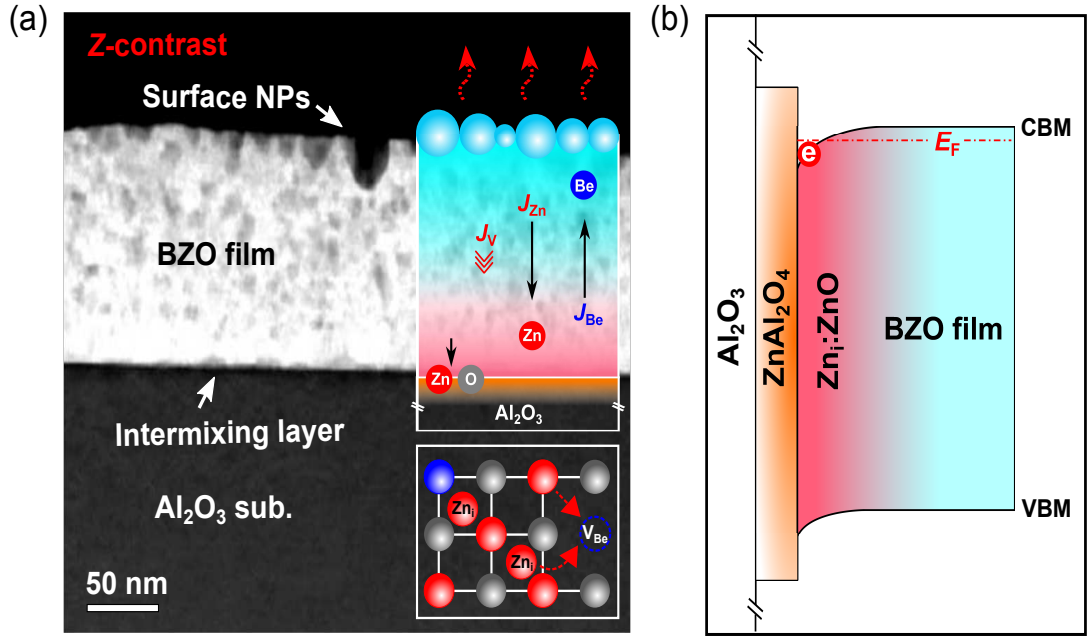 (a)
Z-contrast
Surface NPs
BZO film
Intermixing layer
Al₂O₃ sub.
50 nm
Be
J_Zn
J_V
J_Be
Zn
Zn O
Al₂O₃
Zn_i
V_Be
Zn_i
(b)
CBM
E_F
e
Al₂O₃
ZnAl₂O₄
Zn_i:ZnO
BZO film
VBM